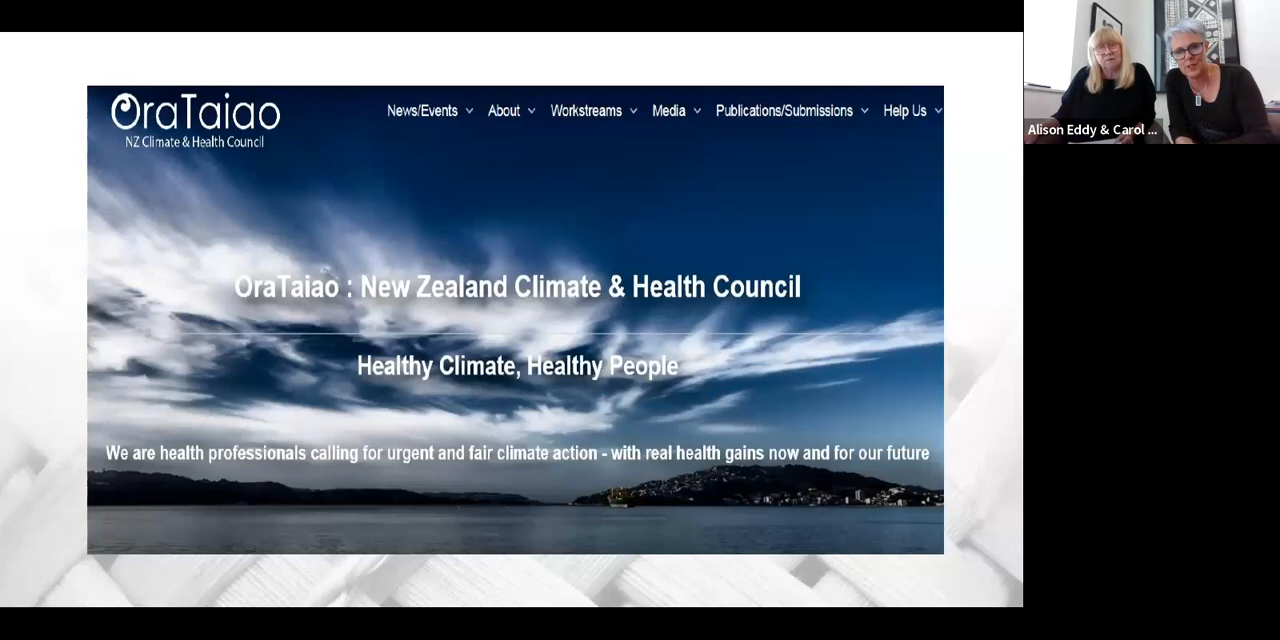 OraTaiao
NZ Climate & Health Council
News/Events About Workstreams Media Publications/Submissions Help Us
OraTaiao : New Zealand Climate & Health Council
Healthy Climate, Healthy People
We are health professionals calling for urgent and fair climate action - with real health gains now and for our future
Alison Eddy & Carol ...